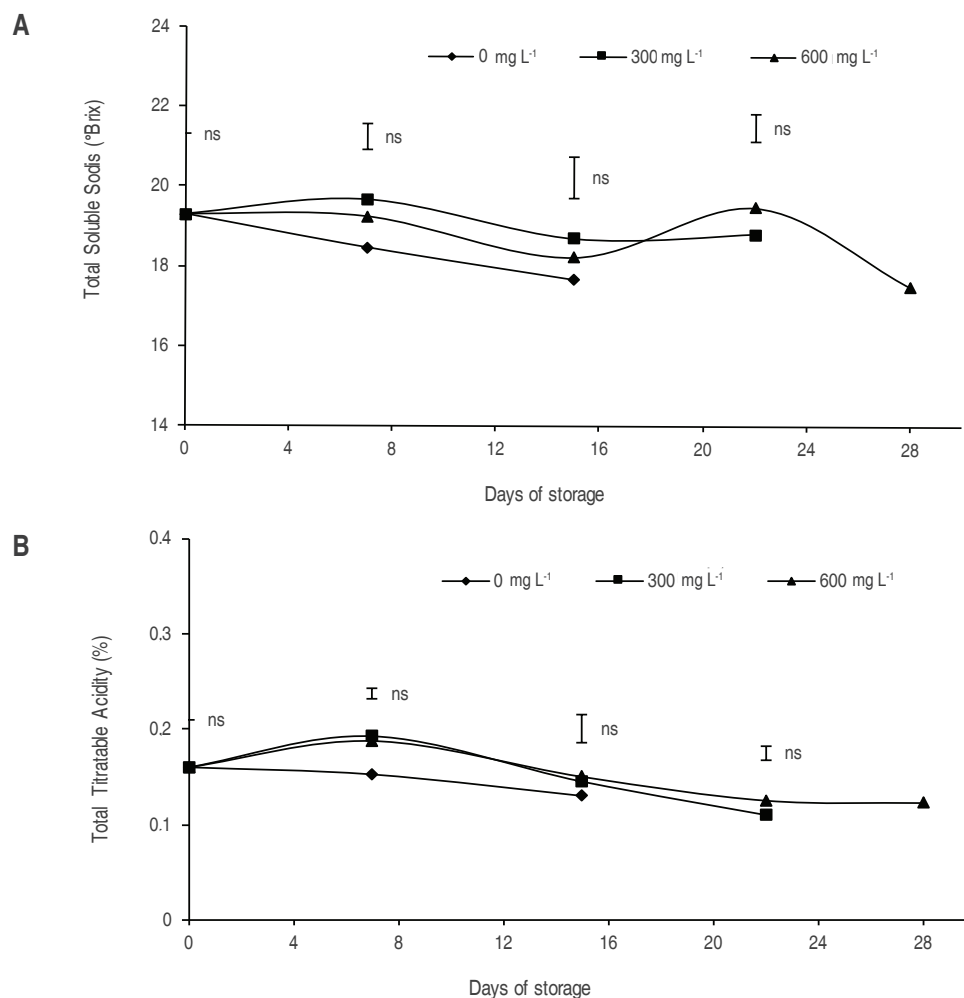 A
24
0 mg L⁻¹ 300 mg L⁻¹ 600 mg L⁻¹
22
ns ns ns
ns
20
18
16
14
Total Soluble Sodis (°Brix)
0 4 8 12 16 20 24 28
Days of storage
B
0.4
0 mg L⁻¹ 300 mg L⁻¹ 600 mg L⁻¹
0.3
ns
ns ns ns
0.2
0.1
0
Total Titratable Acidity (%)
0 4 8 12 16 20 24 28
Days of storage